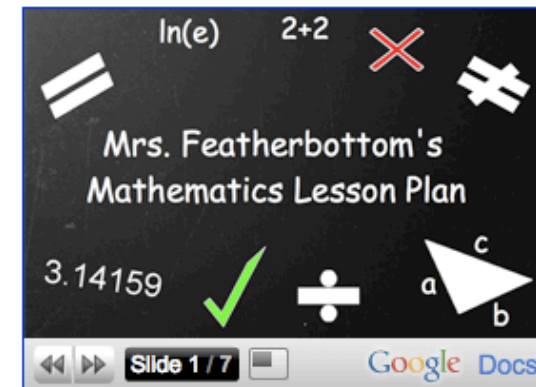 ln(e) 2+2
Mrs. Featherbottom's
Mathematics Lesson Plan
3.14159
c
a
b
Slide 1 / 7 Google Docs